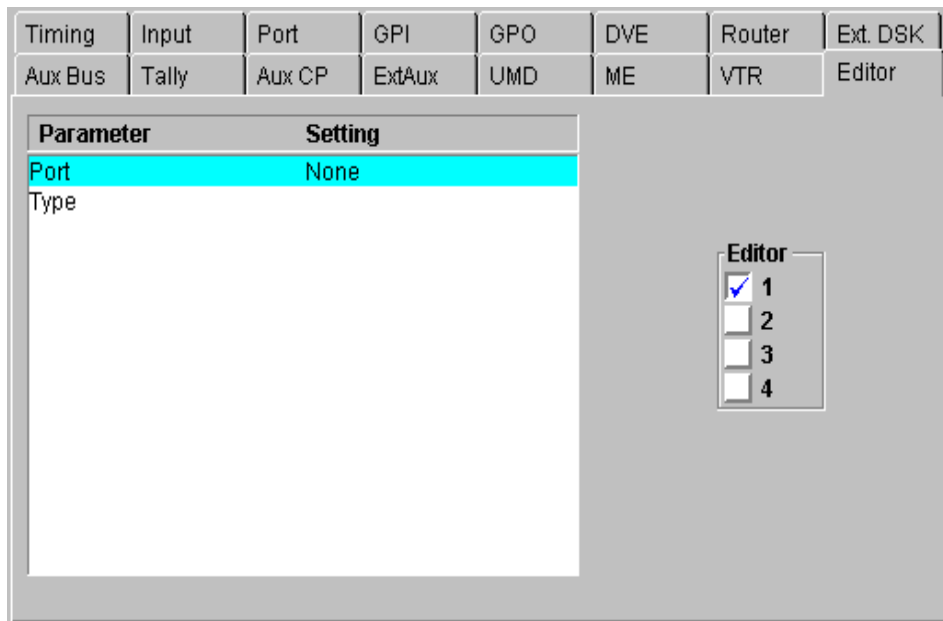 Timing Input Port GPI GPO DVE Router Ext. DSK
Aux Bus Tally Aux CP ExtAux UMD ME VTR Editor
Parameter Setting
Port None
Type
Editor
1
2
3
4